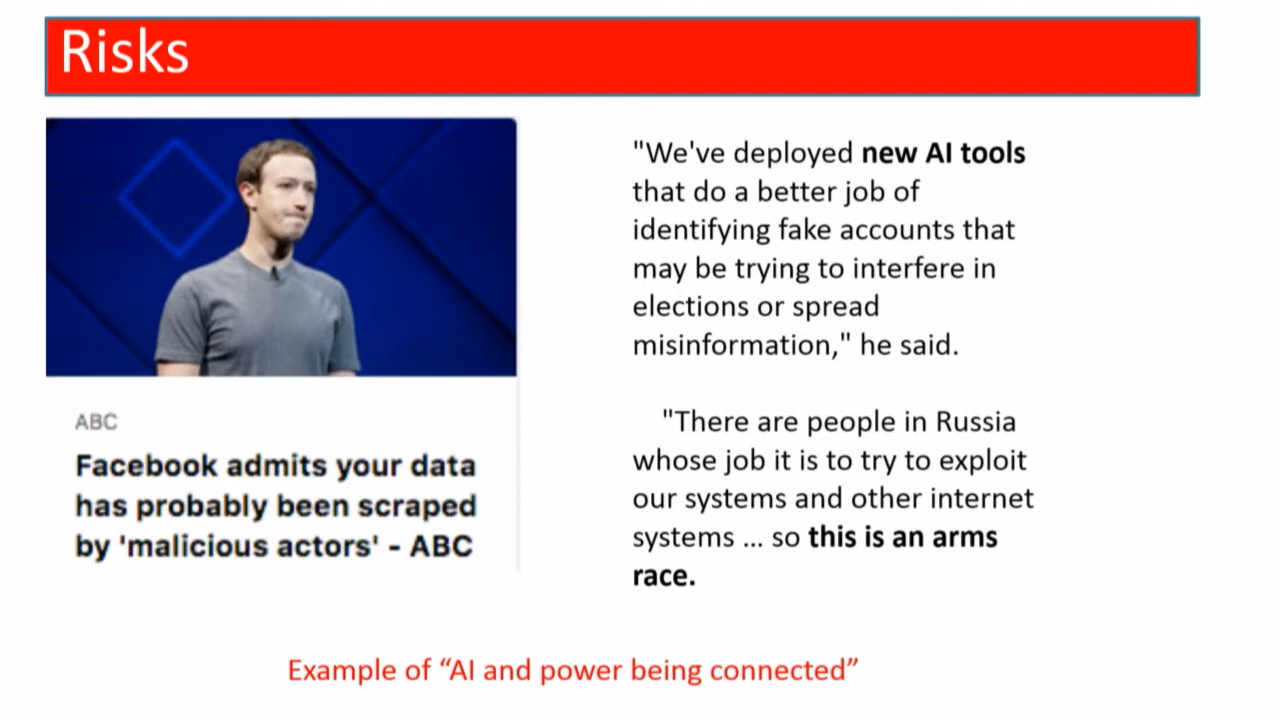 Risks
ABC
Facebook admits your data
has probably been scraped
by 'malicious actors' - ABC
"We've deployed new AI tools
that do a better job of
identifying fake accounts that
may be trying to interfere in
elections or spread
misinformation," he said.
"There are people in Russia
whose job it is to try to exploit
our systems and other internet
systems ... so this is an arms
race.
Example of “AI and power being connected”